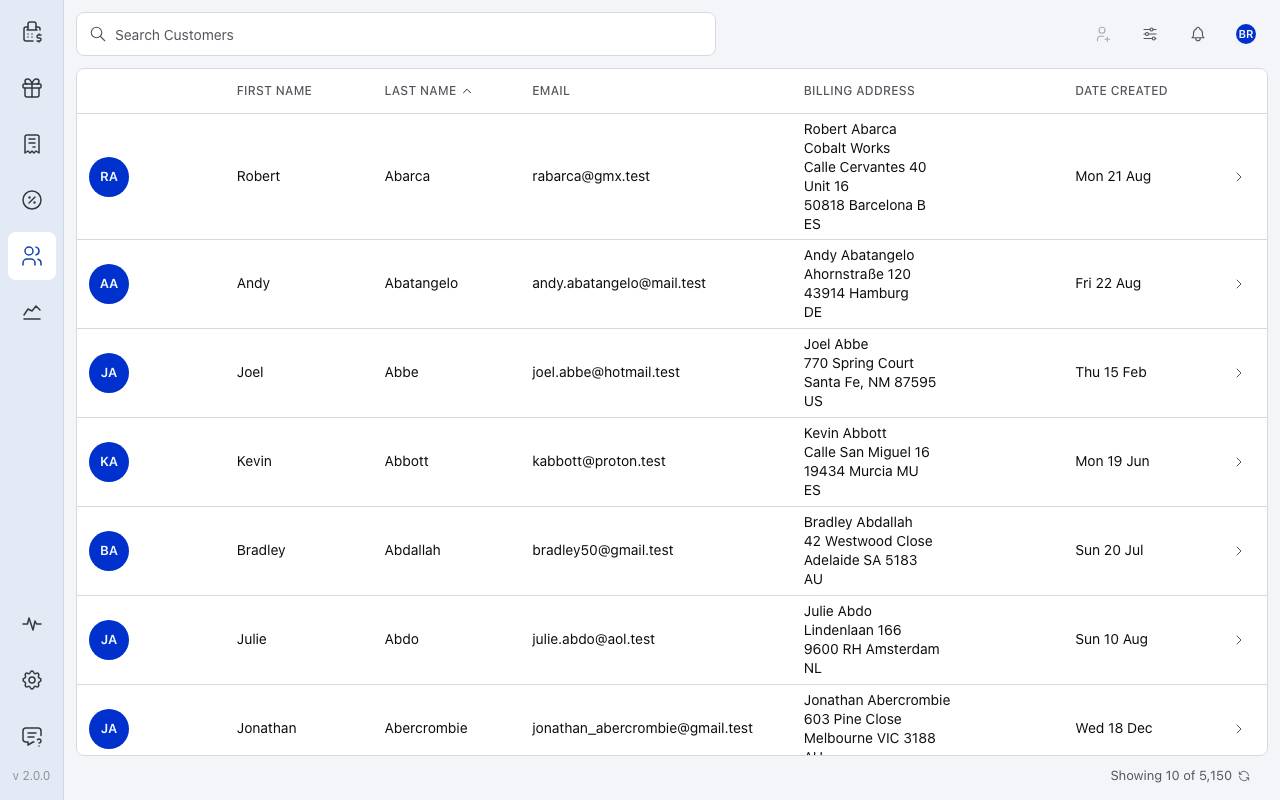 Search Customers
BR
FIRST NAME LAST NAME EMAIL BILLING ADDRESS DATE CREATED
RA Robert Abarca rabarca@gmx.test Mon 21 Aug
Robert Abarca
Cobalt Works
Calle Cervantes 40
Unit 16
50818 Barcelona B
ES
AA Andy Abatangelo andy.abatangelo@mail.test Fri 22 Aug
Andy Abatangelo
Ahornstraße 120
43914 Hamburg
DE
JA Joel Abbe joel.abbe@hotmail.test Thu 15 Feb
Joel Abbe
770 Spring Court
Santa Fe, NM 87595
US
KA Kevin Abbott kabbott@proton.test Mon 19 Jun
Kevin Abbott
Calle San Miguel 16
19434 Murcia MU
ES
BA Bradley Abdallah bradley50@gmail.test Sun 20 Jul
Bradley Abdallah
42 Westwood Close
Adelaide SA 5183
AU
JA Julie Abdo julie.abdo@aol.test Sun 10 Aug
Julie Abdo
Lindenlaan 166
9600 RH Amsterdam
NL
JA Jonathan Abercrombie jonathan_abercrombie@gmail.test Wed 18 Dec
Jonathan Abercrombie
603 Pine Close
Melbourne VIC 3188
v 2.0.0
Showing 10 of 5,150